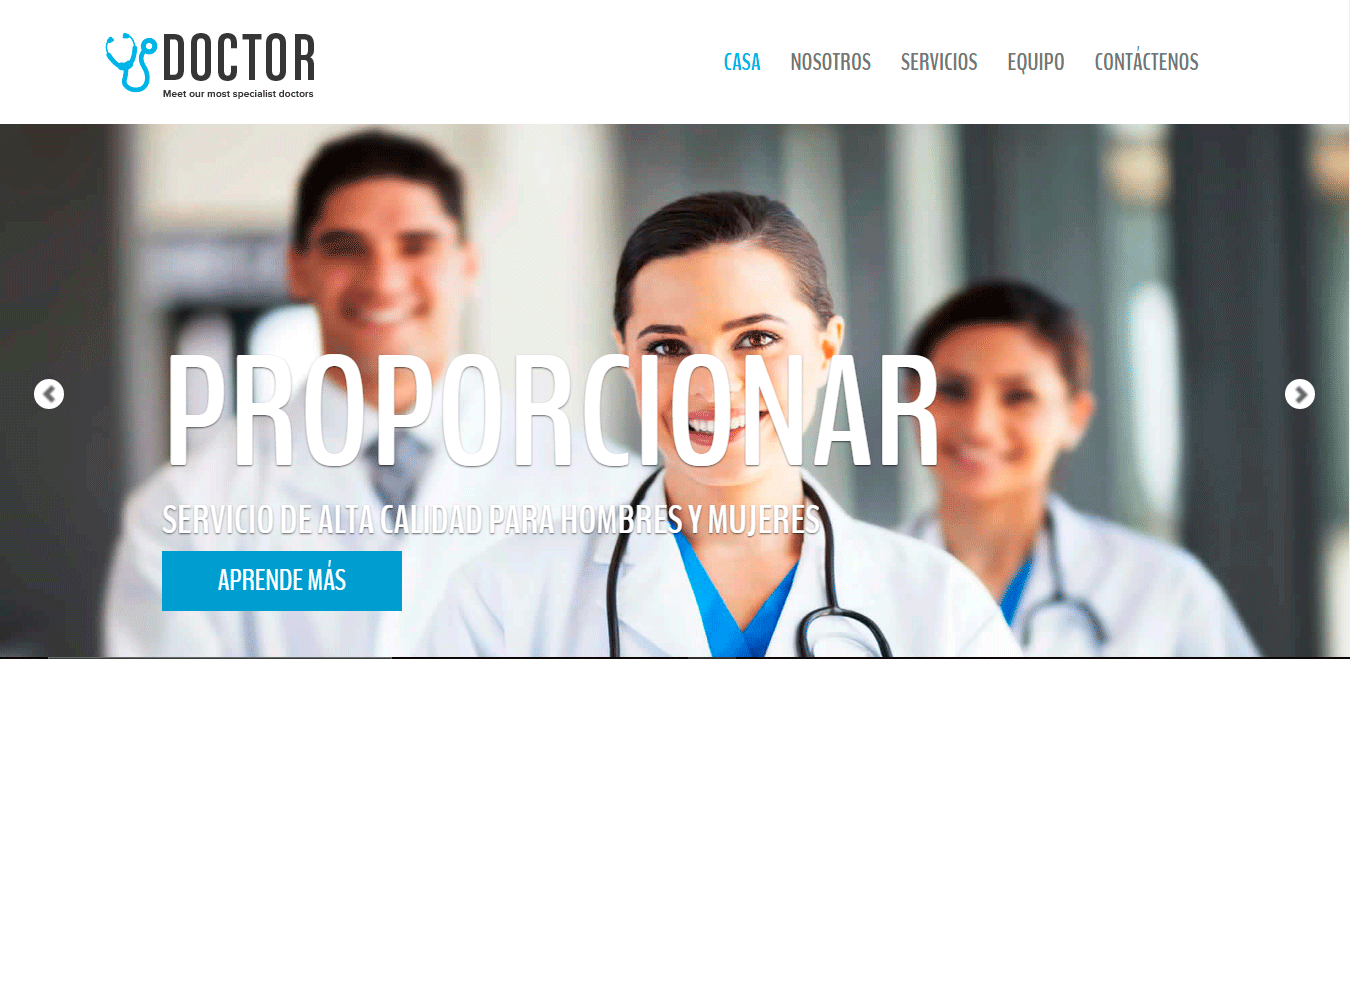 DOCTOR
Meet our most specialist doctors
CASA NOSOTROS SERVICIOS EQUIPO CONTÁCTENOS
PROPORCIONAR
SERVICIO DE ALTA CALIDAD PARA HOMBRES Y MUJERES
APRENDE MÁS